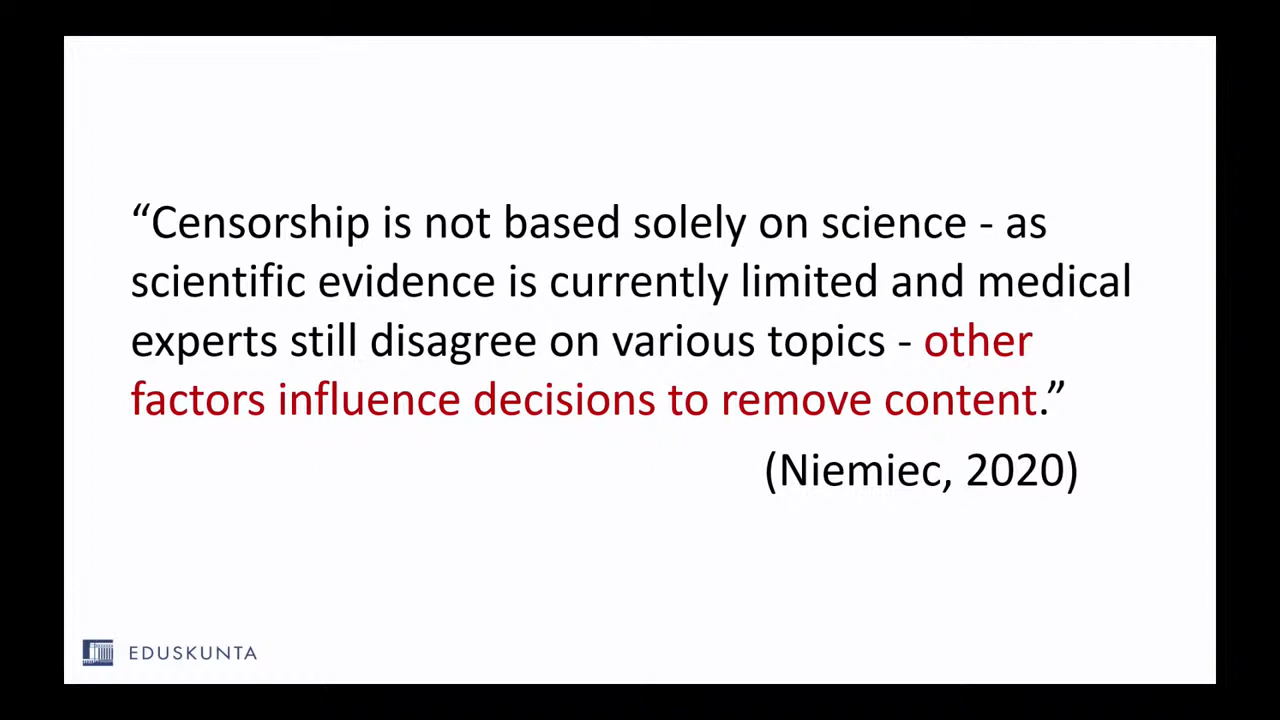 “Censorship is not based solely on science - as
scientific evidence is currently limited and medical
experts still disagree on various topics - other
factors influence decisions to remove content.”
(Niemiec, 2020)
EDUSKUNTA